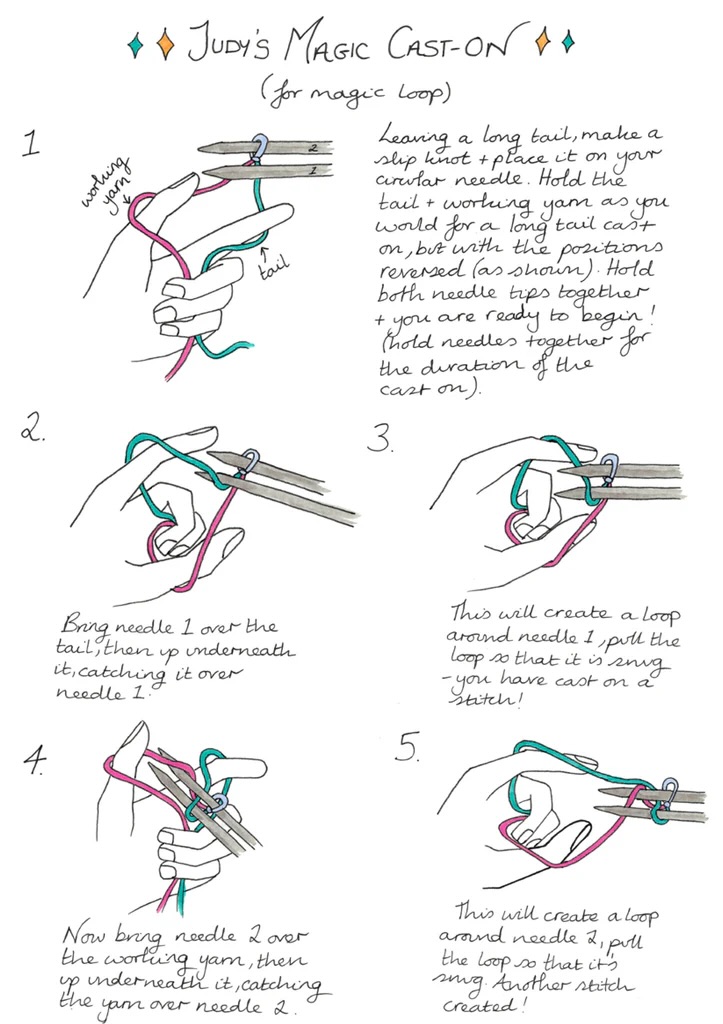 Judy's Magic Cast-On
(for magic loop)
1
working
yarn
2
1
tail
Leaving a long tail, make a
slip knot + place it on your
circular needle. Hold the
tail + working yarn as you
would for a long tail cast
on, but with the positions
reversed (as shown). Hold
both needle tips together
+ you are ready to begin!
(hold needles together for
the duration of the
cast on).
2.
Bring needle 1 over the
tail, then up underneath
it, catching it over
needle 1.
3.
This will create a loop
around needle 1, pull the
loop so that it is snug
- you have cast on a
stitch!
4.
Now bring needle 2 over
the working yarn, then
up underneath it, catching
the yarn over needle 2.
5.
This will create a loop
around needle 2, pull
the loop so that it's
snug. Another stitch
created!